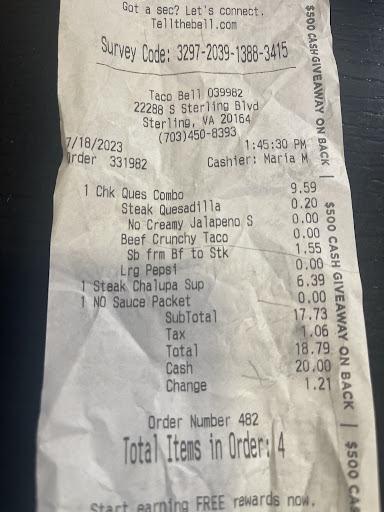 Got a sec? Let's connect.
Tellthebell.com
Survey Code: 3297-2039-1388-3415
Taco Bell 039982
22288 S Sterling Blvd
Sterling, VA 20164
(703)450-8393
7/18/2023 1:45:30 PM
Order 331982 Cashier: Maria M
1 Chk Ques Combo 9.59
Steak Quesadilla 0.20
No Creamy Jalapeno S 0.00
Beef Crunchy Taco 0.00
Sb frm Bf to Stk 1.55
Lrg Pepsi 0.00
1 Steak Chalupa Sup 6.39
1 NO Sauce Packet 0.00
SubTotal 17.73
Tax 1.06
Total 18.79
Cash 20.00
Change 1.21
Order Number 482
Total Items in Order: 4
Start earning FREE rewards now.
$500 CASH GIVEAWAY ON BACK |
$500 CASH GIVEAWAY ON BACK |
$500 CAS